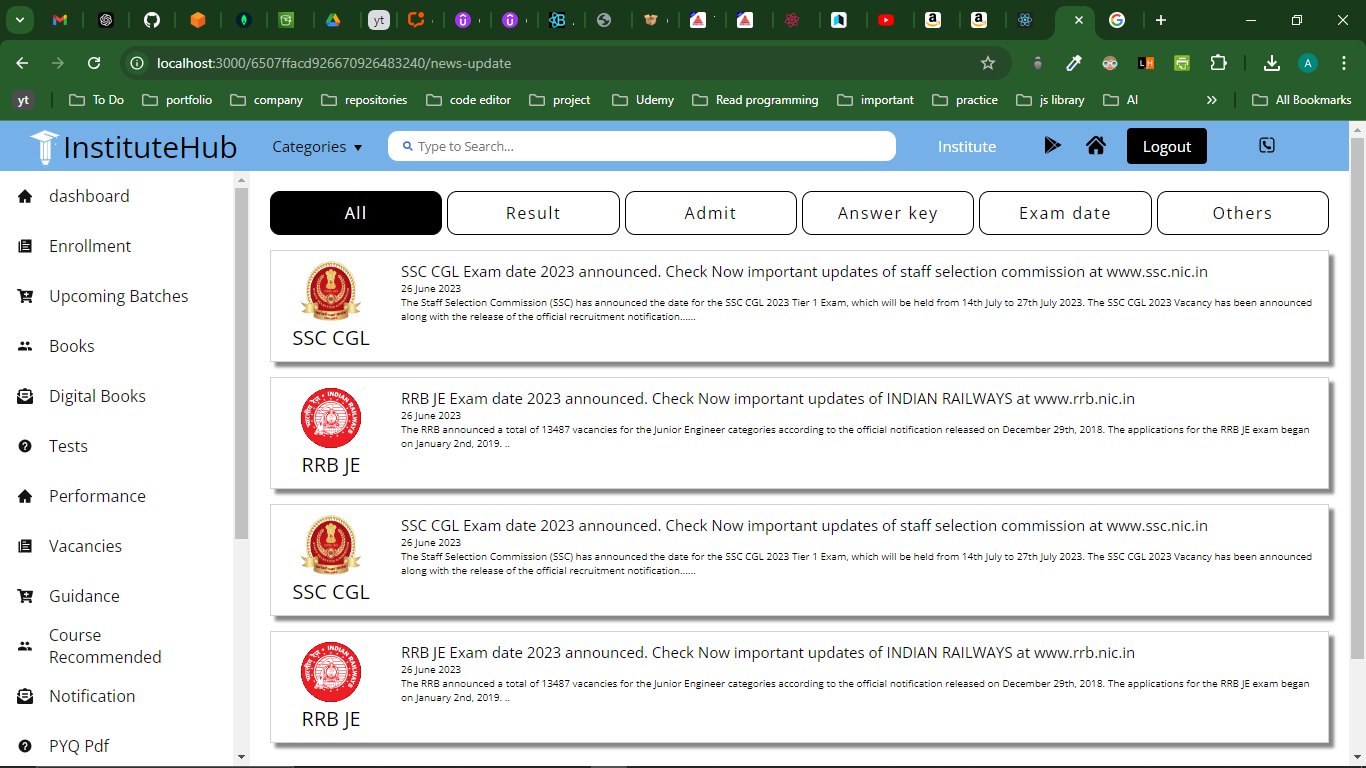 yt
localhost:3000/6507ffacd926670926483240/news-update
A
yt
To Do
portfolio
company
repositories
code editor
project
Udemy
Read programming
important
practice
js library
AI
All Bookmarks
InstituteHub
Categories
Type to Search...
Institute
Logout
dashboard
Enrollment
Upcoming Batches
Books
Digital Books
Tests
Performance
Vacancies
Guidance
Course
Recommended
Notification
PYQ Pdf
All
Result
Admit
Answer key
Exam date
Others
SSC CGL
SSC CGL Exam date 2023 announced. Check Now important updates of staff selection commission at www.ssc.nic.in
26 June 2023
The Staff Selection Commission (SSC) has announced the date for the SSC CGL 2023 Tier 1 Exam, which will be held from 14th July to 27th July 2023. The SSC CGL 2023 Vacancy has been announced
along with the release of the official recruitment notification......
RRB JE
RRB JE Exam date 2023 announced. Check Now important updates of INDIAN RAILWAYS at www.rrb.nic.in
26 June 2023
The RRB announced a total of 13487 vacancies for the Junior Engineer categories according to the official notification released on December 29th, 2018. The applications for the RRB JE exam began
on January 2nd, 2019. ..
SSC CGL
SSC CGL Exam date 2023 announced. Check Now important updates of staff selection commission at www.ssc.nic.in
26 June 2023
The Staff Selection Commission (SSC) has announced the date for the SSC CGL 2023 Tier 1 Exam, which will be held from 14th July to 27th July 2023. The SSC CGL 2023 Vacancy has been announced
along with the release of the official recruitment notification......
RRB JE
RRB JE Exam date 2023 announced. Check Now important updates of INDIAN RAILWAYS at www.rrb.nic.in
26 June 2023
The RRB announced a total of 13487 vacancies for the Junior Engineer categories according to the official notification released on December 29th, 2018. The applications for the RRB JE exam began
on January 2nd, 2019. ..